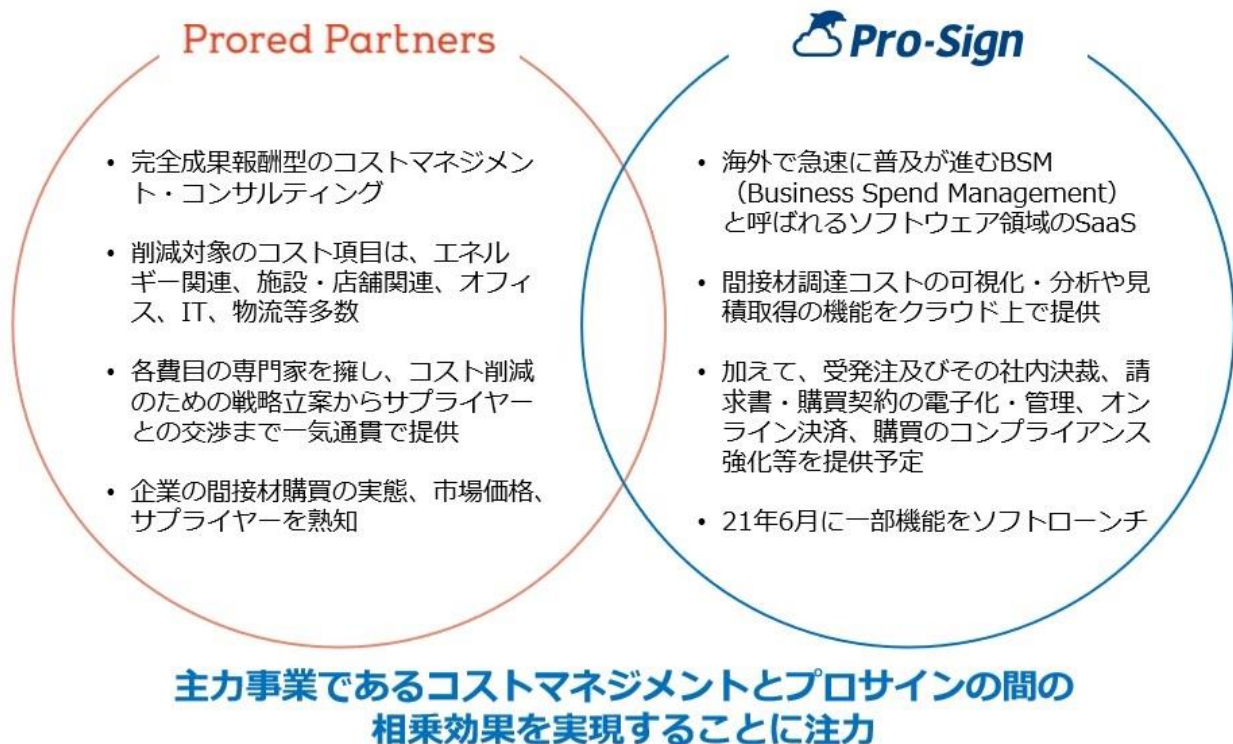 Prored Partners
・完全成果報酬型のコストマネジメン
ト・コンサルティング
・削減対象のコスト項目は、エネル
ギー関連、施設・店舗関連、オフィ
ス、IT、物流等多数
・各費目の専門家を擁し、コスト削減
のための戦略立案からサプライヤー
との交渉まで一気通貫で提供
・企業の間接材購買の実態、市場価格、
サプライヤーを熟知
Pro-Sign
・海外で急速に普及が進むBSM
（Business Spend Management）
と呼ばれるソフトウェア領域のSaaS
・間接材調達コストの可視化・分析や見
積取得の機能をクラウド上で提供
・加えて、受発注及びその社内決裁、請
求書・購買契約の電子化・管理、オン
ライン決済、購買のコンプライアンス
強化等を提供予定
・21年6月に一部機能をソフトローンチ
主力事業であるコストマネジメントとプロサインの間の
相乗効果を実現することに注力